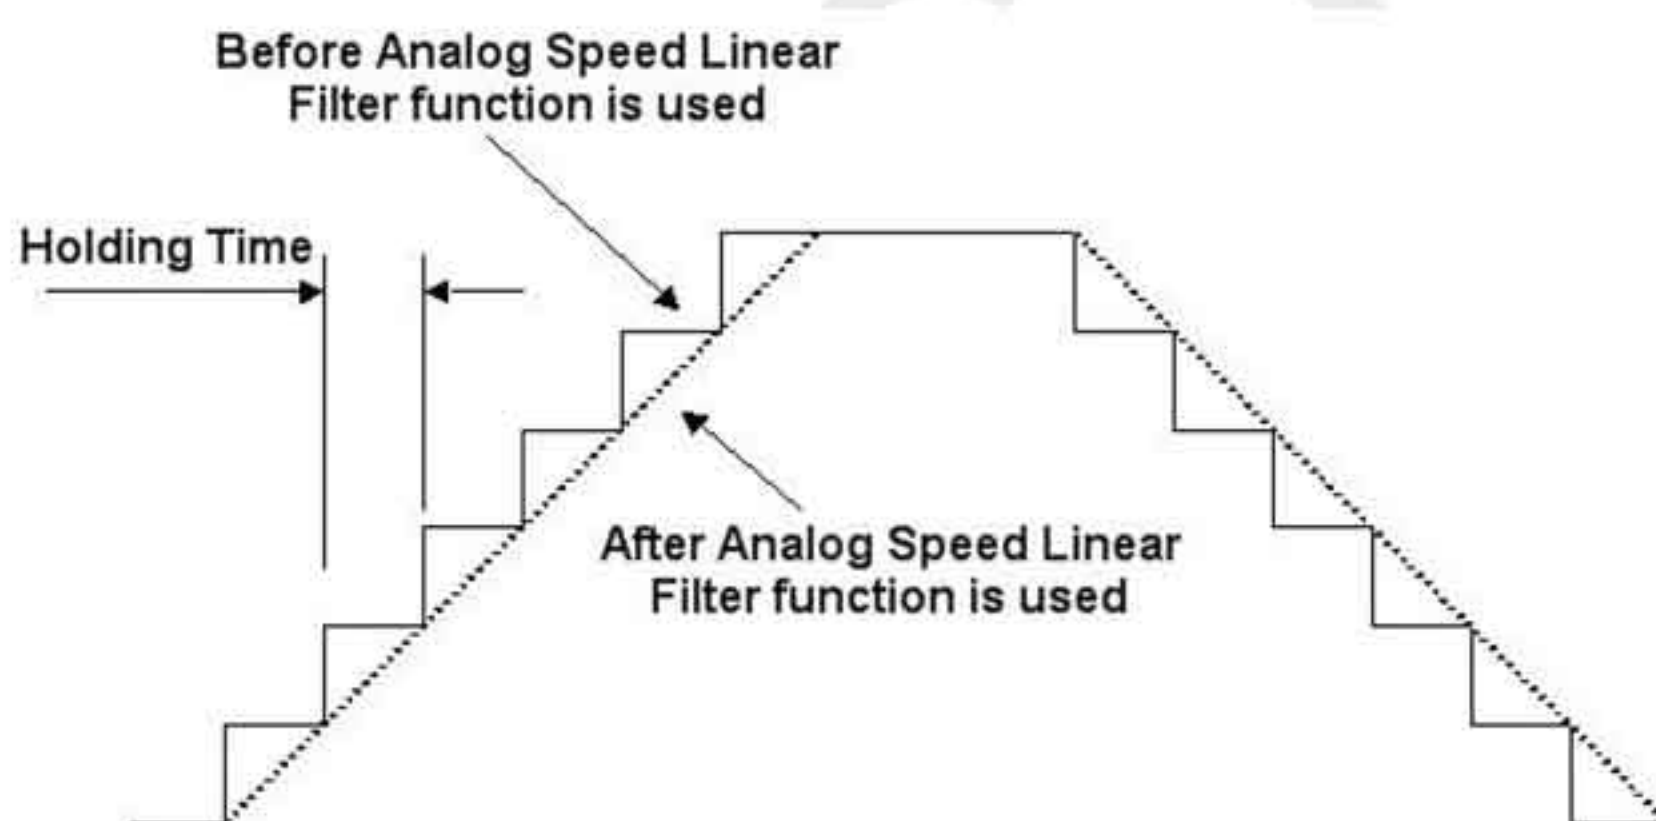 Before Analog Speed Linear
Filter function is used
Holding Time
After Analog Speed Linear
Filter function is used